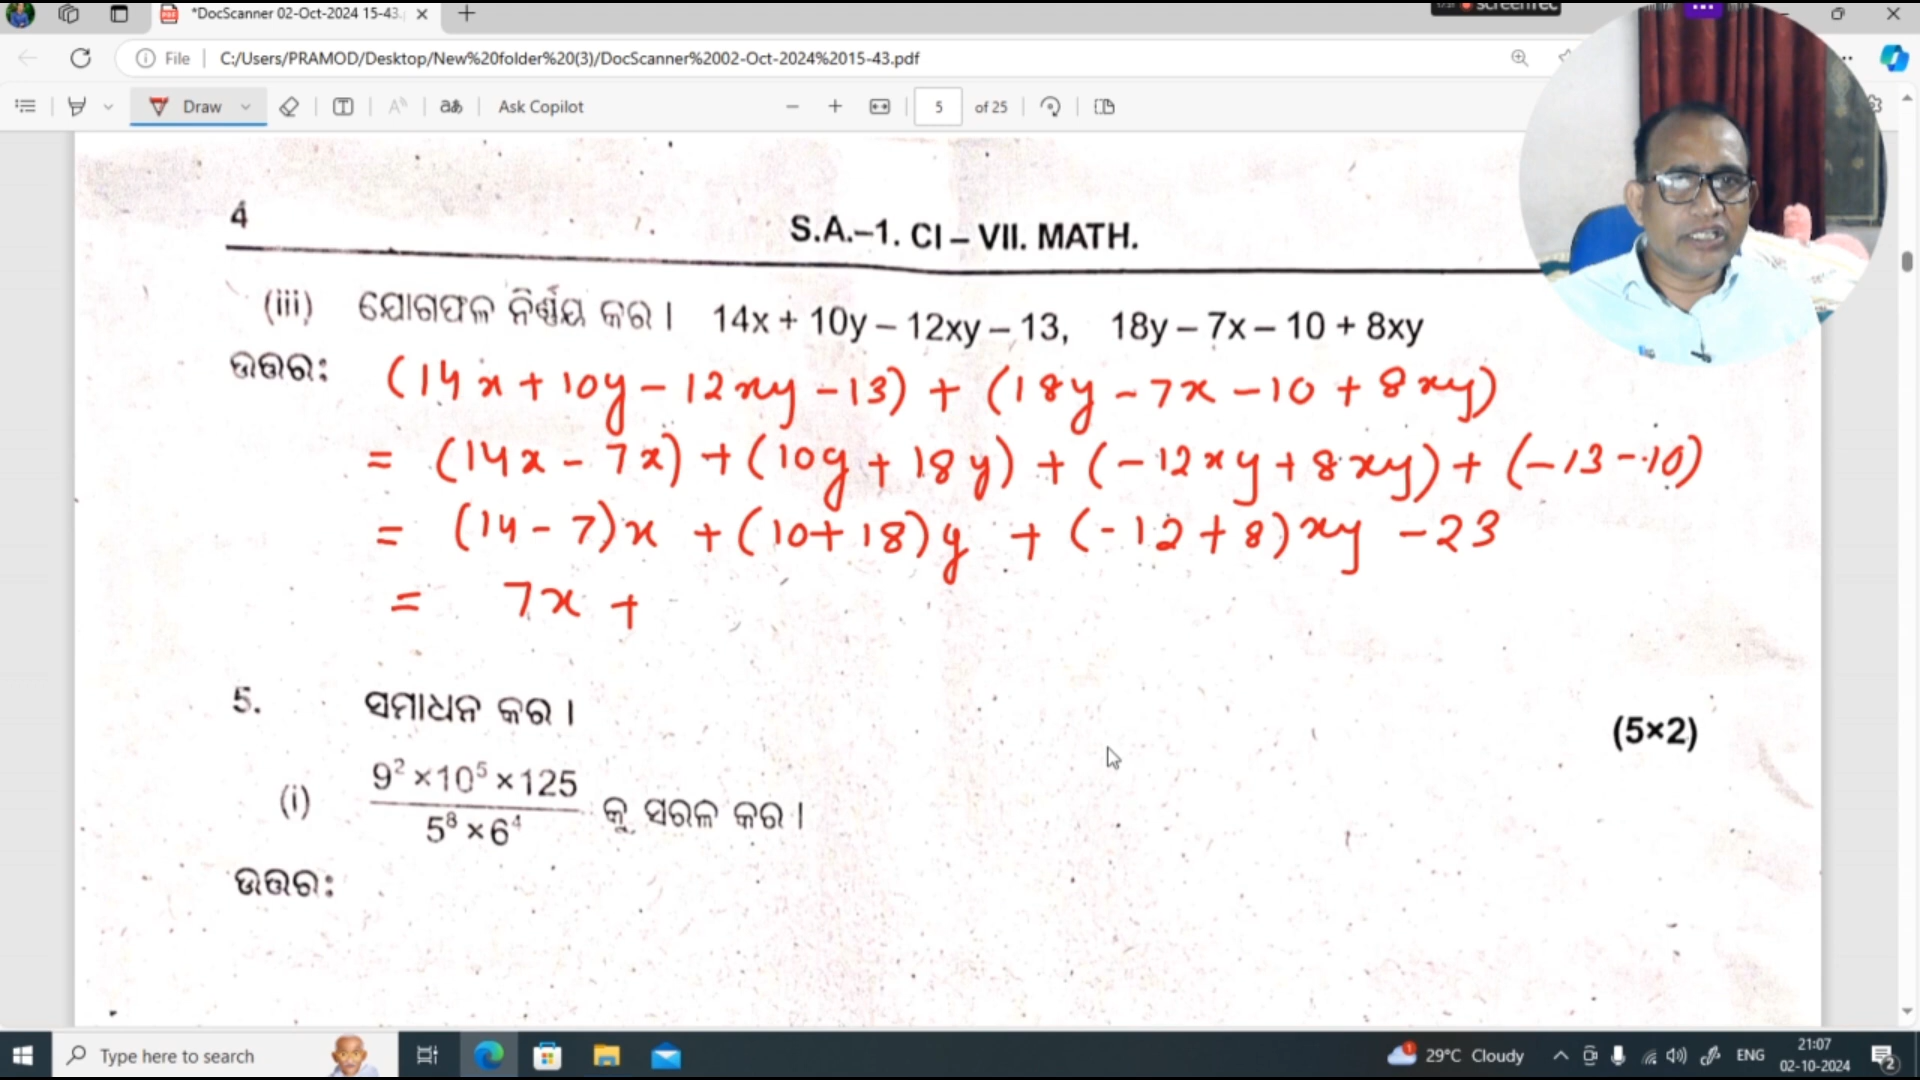 *DocScanner 02-Oct-2024 15-43.
File C:/Users/PRAMOD/Desktop/New%20folder%20(3)/DocScanner%2002-Oct-2024%2015-43.pdf
Draw Ask Copilot 5 of 25
4 S.A.–1. CI – VII. MATH.
(iii) ଯୋଗଫଳ ନିର୍ଣ୍ଣୟ କର । 14x + 10y – 12xy – 13, 18y – 7x – 10 + 8xy
ଉତ୍ତର: (14x + 10y – 12xy – 13) + (18y – 7x – 10 + 8xy)
= (14x – 7x) + (10y + 18y) + (– 12xy + 8xy) + (– 13 – 10)
= (14 – 7)x + (10 + 18)y + (- 12 + 8)xy – 23
= 7x +
5. ସମାଧନ କର ।
(5×2)
(i) 9² ×10⁵ ×125 / 5⁸ ×6⁴ କୁ ସରଳ କର ।
ଉତ୍ତର:
Type here to search 29°C Cloudy ENG 21:07
02-10-2024 2